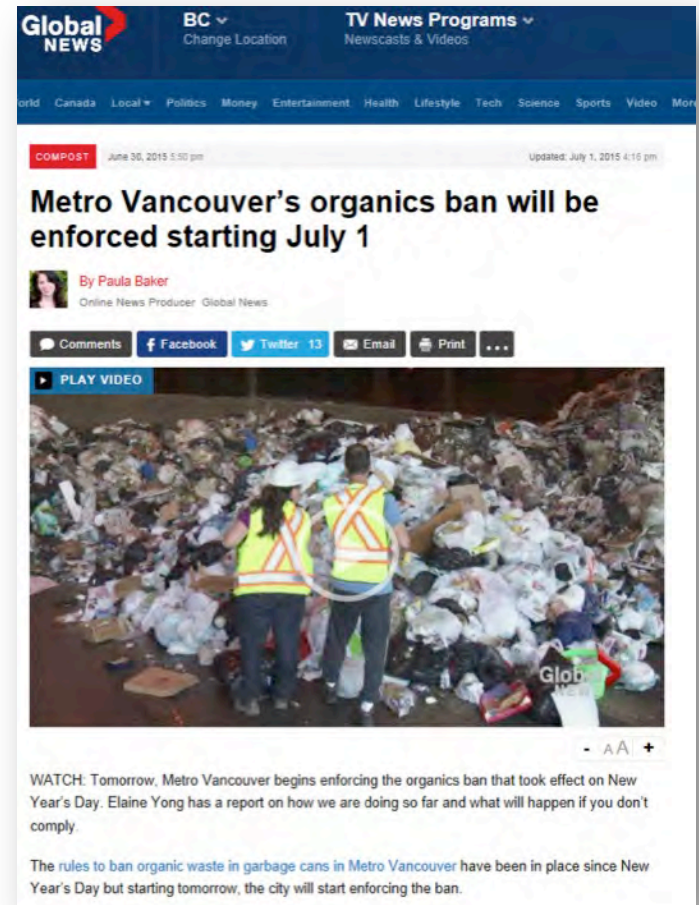 Global
NEWS
BC
Change Location
TV News Programs
Newscasts & Videos
orld Canada Local Politics Money Entertainment Health Lifestyle Tech Science Sports Video More
COMPOST June 30, 2015 5:50 pm Updated: July 1, 2015 4:16 pm
Metro Vancouver's organics ban will be
enforced starting July 1
By Paula Baker
Online News Producer Global News
Comments Facebook Twitter 13 Email Print ...
PLAY VIDEO
Global
NEWS
- A A +
WATCH: Tomorrow, Metro Vancouver begins enforcing the organics ban that took effect on New
Year's Day. Elaine Yong has a report on how we are doing so far and what will happen if you don't
comply.
The rules to ban organic waste in garbage cans in Metro Vancouver have been in place since New
Year's Day but starting tomorrow, the city will start enforcing the ban.